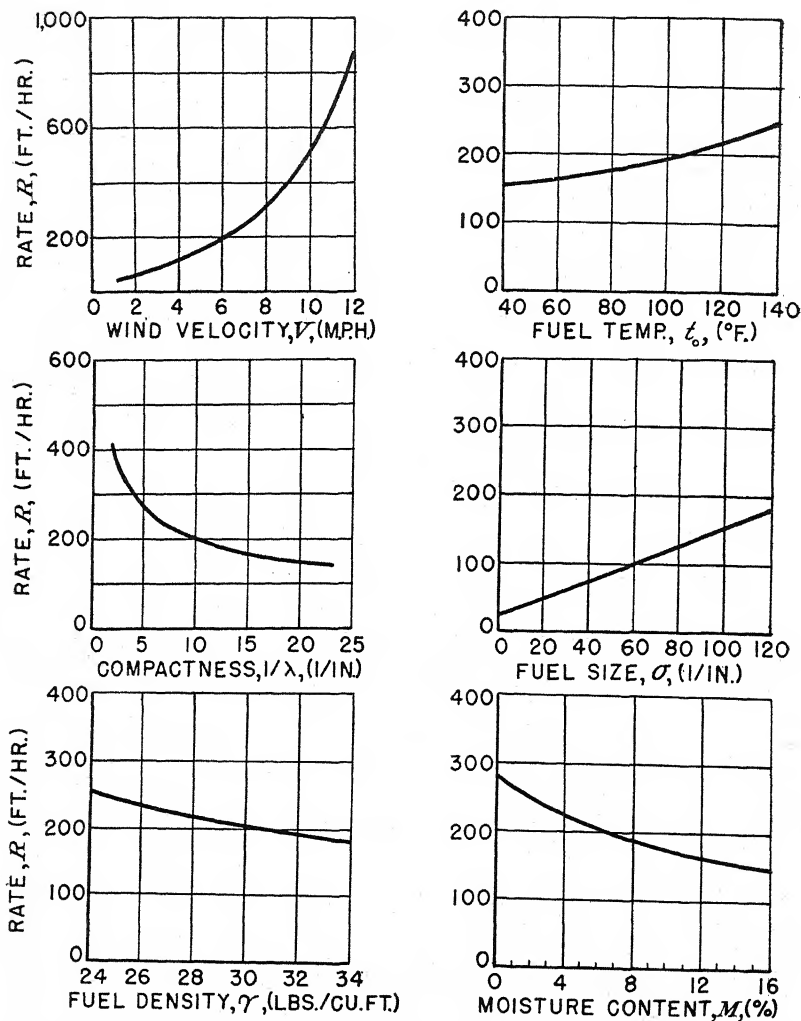 1,000
600
200
0 2 4 6 8 10 12
RATE, R, (FT./HR.)
WIND VELOCITY, V, (M.P.H.)
400
300
200
100
0
40 60 80 100 120 140
FUEL TEMP., t₀, (°F.)
600
400
200
0
0 5 10 15 20 25
RATE, R, (FT./HR.)
COMPACTNESS, 1/λ, (1/IN.)
400
300
200
100
0
0 20 40 60 80 100 120
FUEL SIZE, σ, (1/IN.)
400
300
200
100
0
24 26 28 30 32 34
RATE, R, (FT./HR.)
FUEL DENSITY, γ, (LBS./CU.FT.)
400
300
200
100
0
0 4 8 12 16
MOISTURE CONTENT, M, (%)